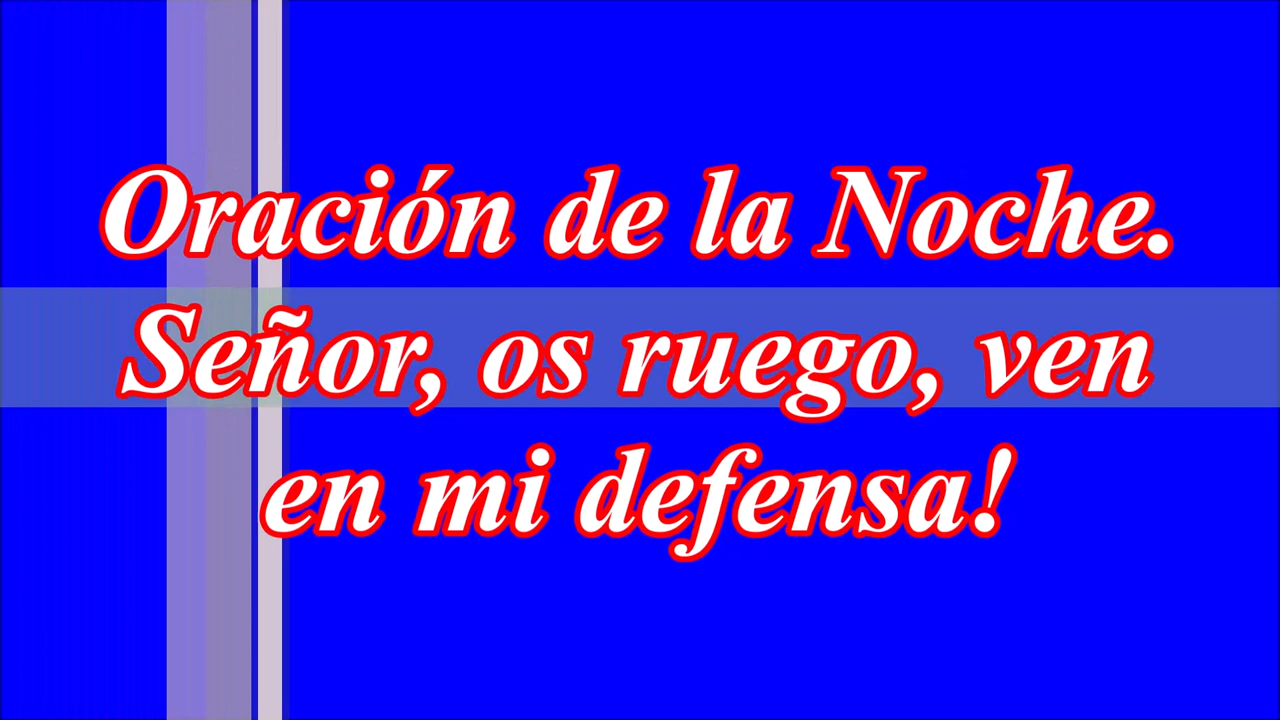 Oración de la Noche.
Señor, os ruego, ven
en mi defensa!